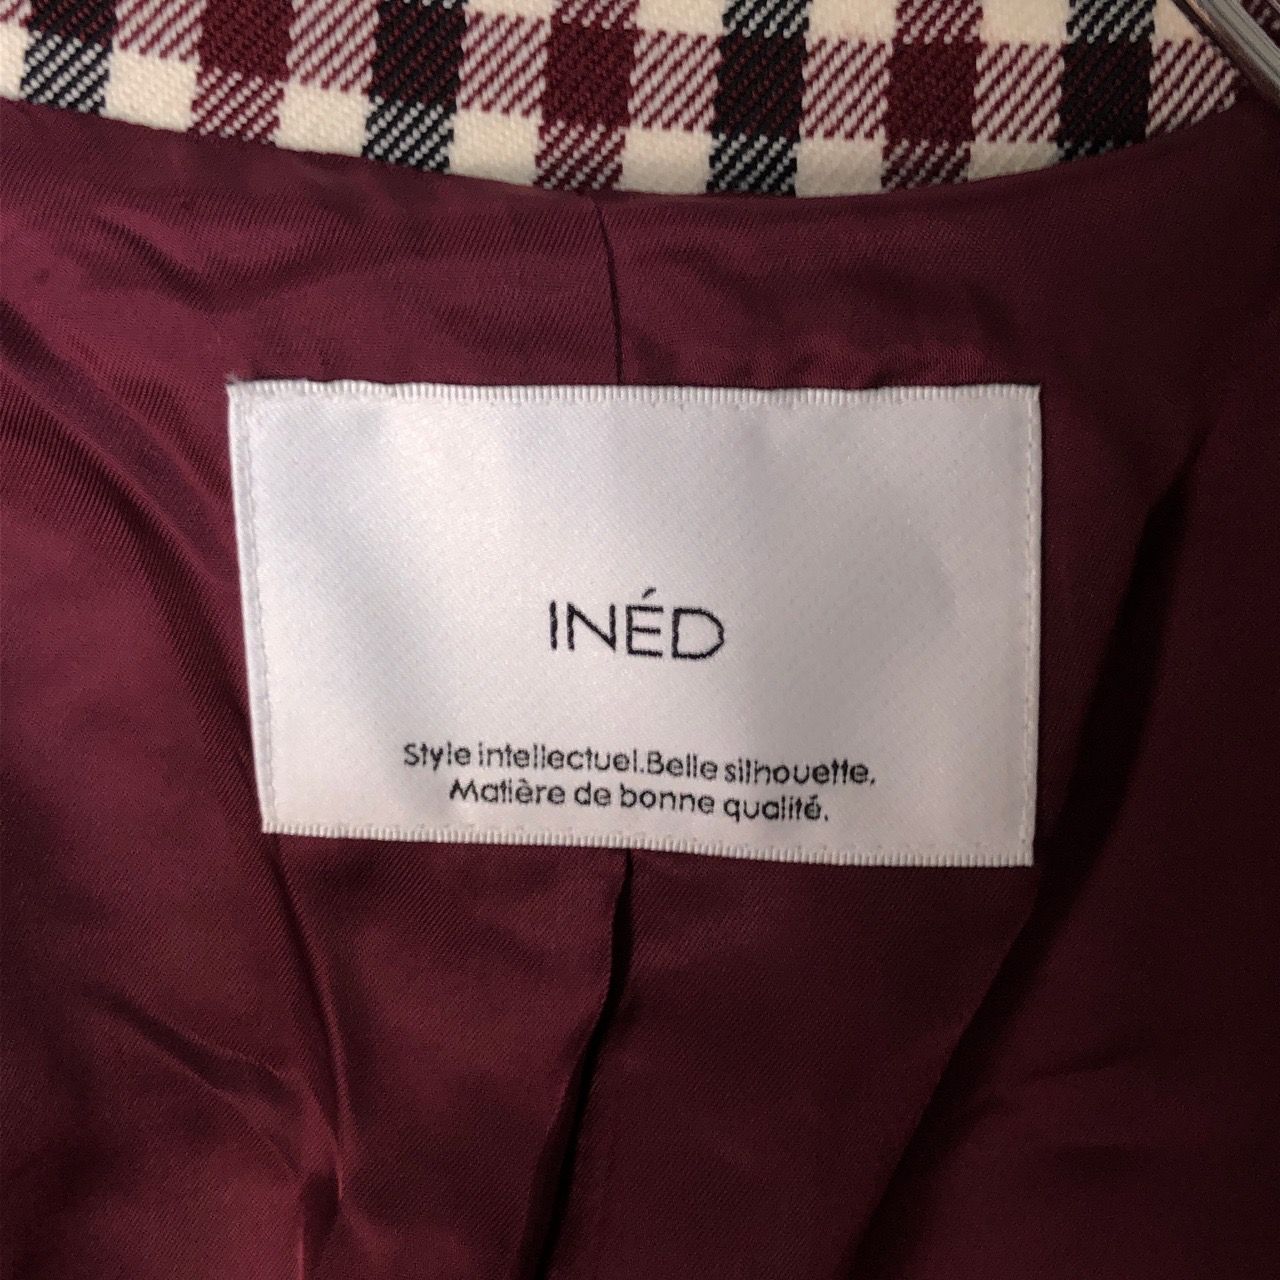 INÉD
Style intellectuel.Belle silhouette.
Matière de bonne qualité.